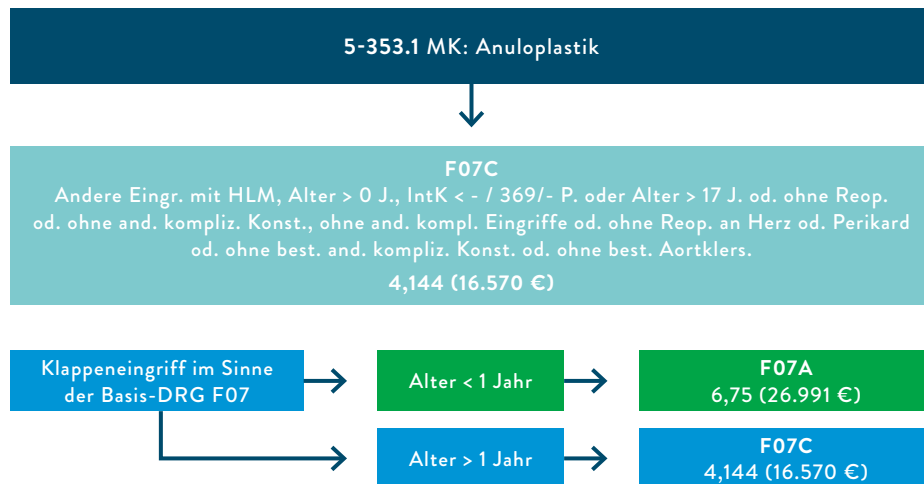 5-353.1 MK: Anuloplastik
F07C
Andere Eingr. mit HLM, Alter > 0 J., IntK < - / 369/- P. oder Alter > 17 J. od. ohne Reop.
od. ohne and. kompliz. Konst., ohne and. kompl. Eingriffe od. ohne Reop. an Herz od. Perikard
od. ohne best. and. kompliz. Konst. od. ohne best. Aortklers.
4,144 (16.570 €)
Klappeneingriff im Sinne
der Basis-DRG F07
Alter < 1 Jahr
F07A
6,75 (26.991 €)
Alter > 1 Jahr
F07C
4,144 (16.570 €)